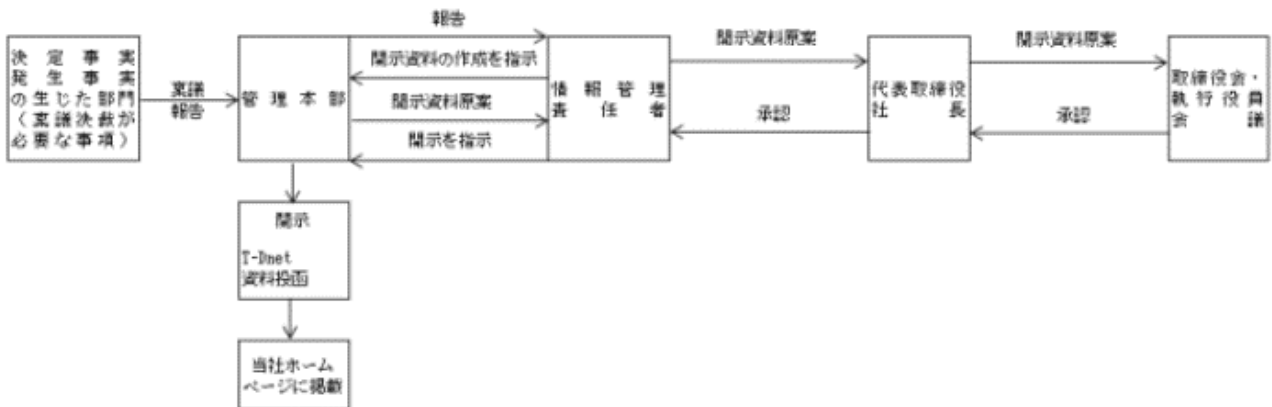 決定事実
発生事実
の生じた部門
(稟議決裁が
必要な事項)
稟議
報告
管理本部
報告
開示資料の作成を指示
開示資料原案
開示を指示
情報管理
責任者
開示資料原案
承認
代表取締役
社長
開示資料原案
承認
取締役会・
執行役員
会議
開示
T-Dnet
資料投函
当社ホーム
ページに掲載